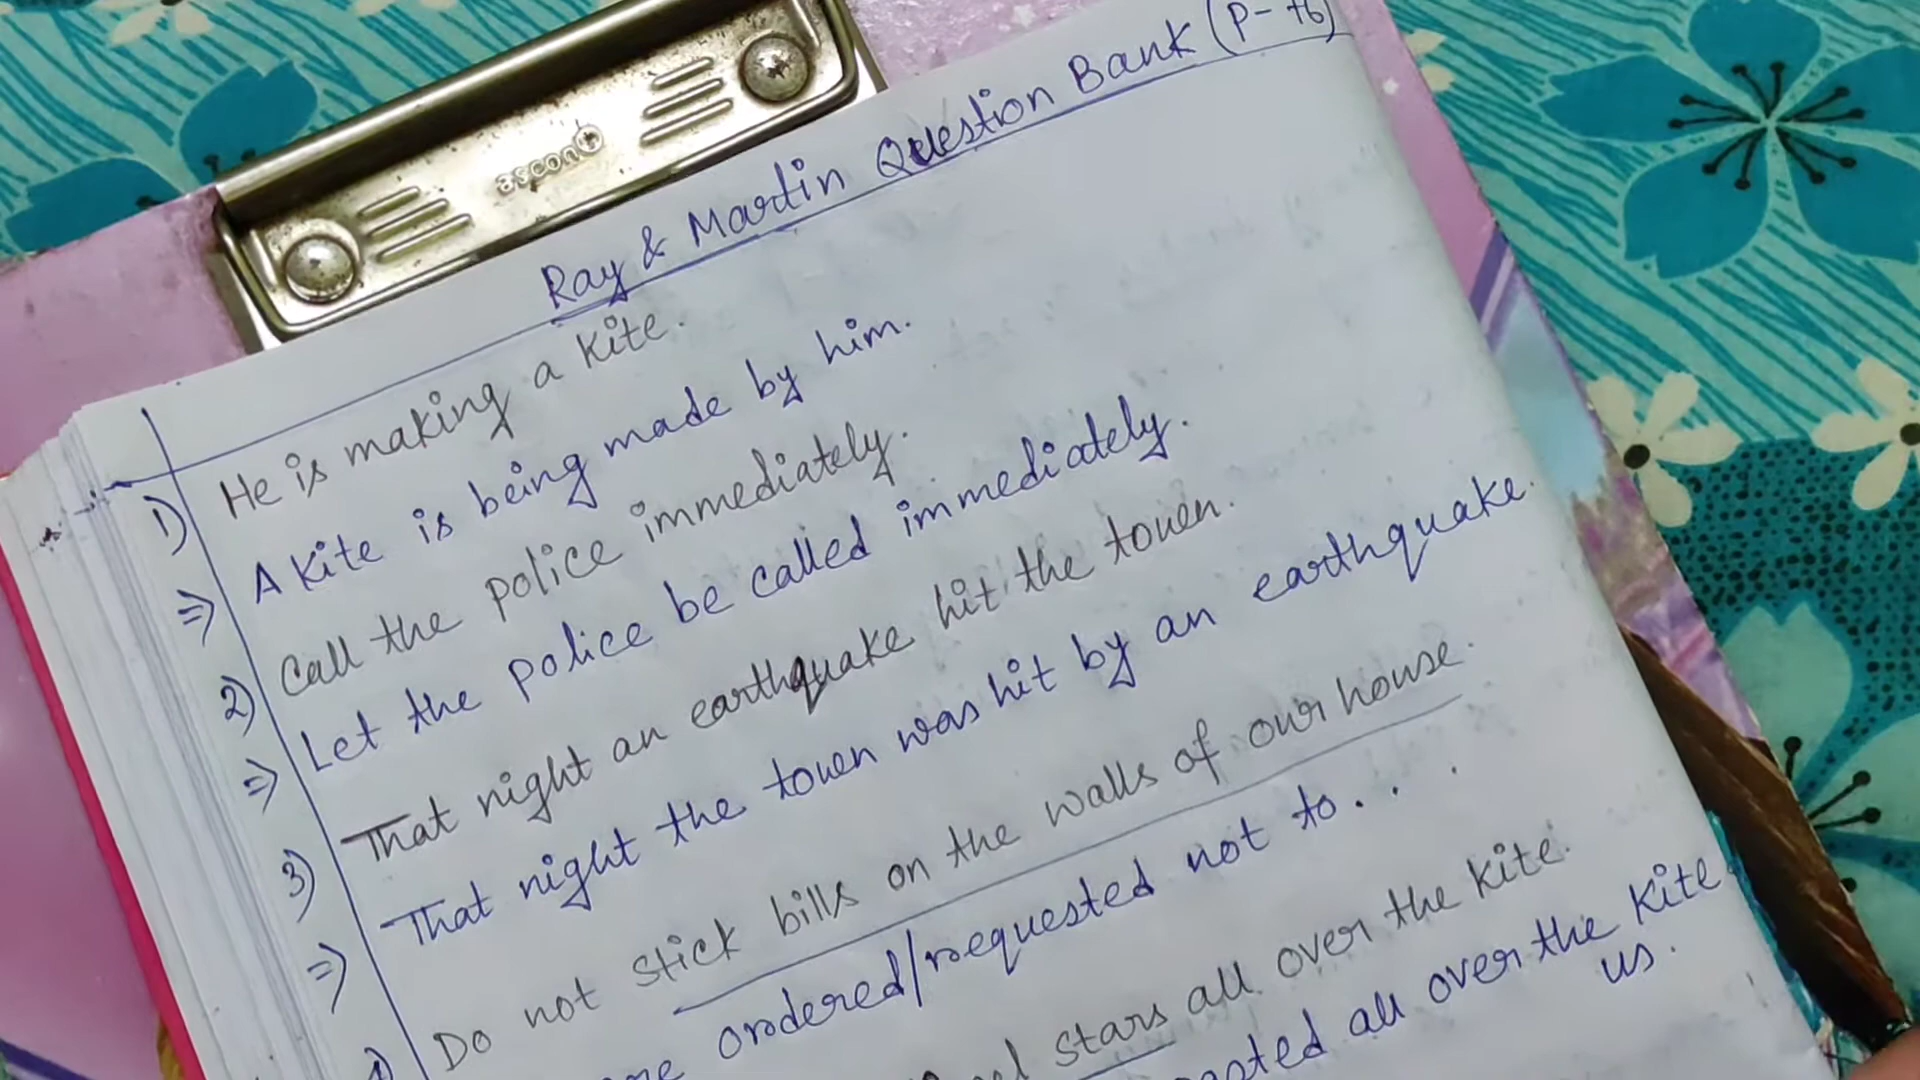 ascon
Ray & Martin Question Bank (P-76)
1) He is making a kite.
⇒ A kite is being made by him.
2) Call the police immediately.
⇒ Let the police be called immediately.
3) That night an earthquake hit the town.
⇒ That night the town was hit by an earthquake.
4) Do not stick bills on the walls of our house.
ordered/requested not to...
stars all over the kite.
all over the kite
us.